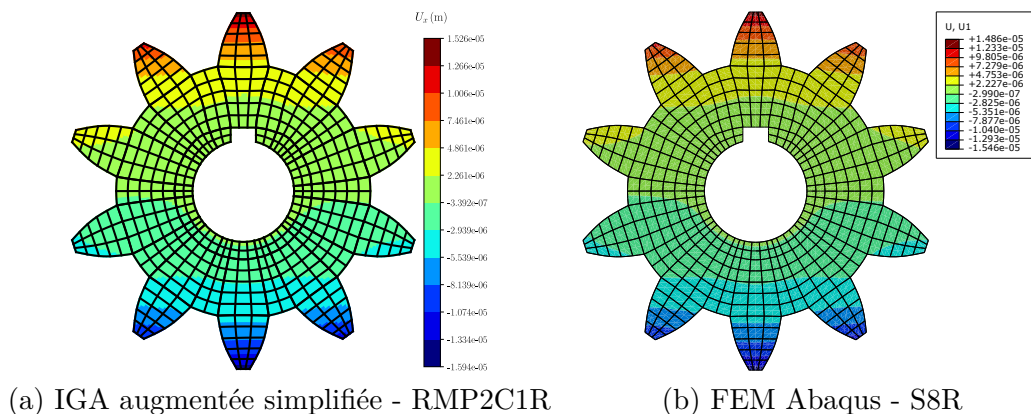 U_x (m)
1.526e-05
1.266e-05
1.006e-05
7.461e-06
4.861e-06
-3.392e-07
-2.939e-06
-5.539e-06
-8.139e-06
-1.074e-05
-1.334e-05
-1.594e-05
U, U1
+1.486e-05
+1.233e-05
+9.805e-06
+7.279e-06
+4.753e-06
+2.227e-06
-2.990e-07
-2.825e-06
-5.351e-06
-7.877e-06
-1.040e-05
-1.293e-05
-1.546e-05
(a) IGA augmentée simplifiée - RMP2C1R
(b) FEM Abaqus - S8R